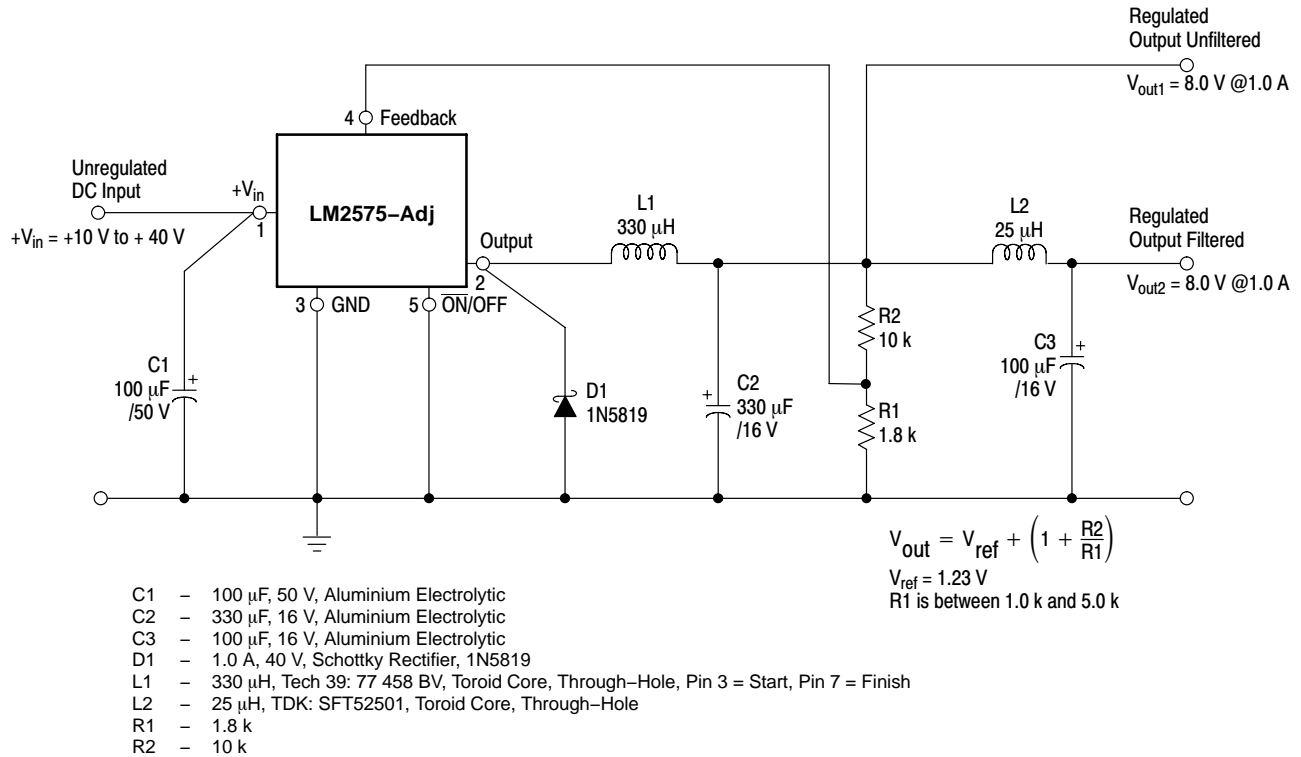 Regulated
Output Unfiltered
Vout1 = 8.0 V @1.0 A
4 Feedback
Unregulated
DC Input
+Vin
1
+Vin = +10 V to + 40 V
LM2575−Adj
Output
2
3 GND
5 ON/OFF
L1
330 μH
L2
25 μH
Regulated
Output Filtered
Vout2 = 8.0 V @1.0 A
C1
100 μF
/50 V
+
D1
1N5819
+
C2
330 μF
/16 V
R2
10 k
R1
1.8 k
C3
100 μF
/16 V
+
Vout = Vref + (1 + R2/R1)
Vref = 1.23 V
R1 is between 1.0 k and 5.0 k
C1 – 100 μF, 50 V, Aluminium Electrolytic
C2 – 330 μF, 16 V, Aluminium Electrolytic
C3 – 100 μF, 16 V, Aluminium Electrolytic
D1 – 1.0 A, 40 V, Schottky Rectifier, 1N5819
L1 – 330 μH, Tech 39: 77 458 BV, Toroid Core, Through−Hole, Pin 3 = Start, Pin 7 = Finish
L2 – 25 μH, TDK: SFT52501, Toroid Core, Through−Hole
R1 – 1.8 k
R2 – 10 k